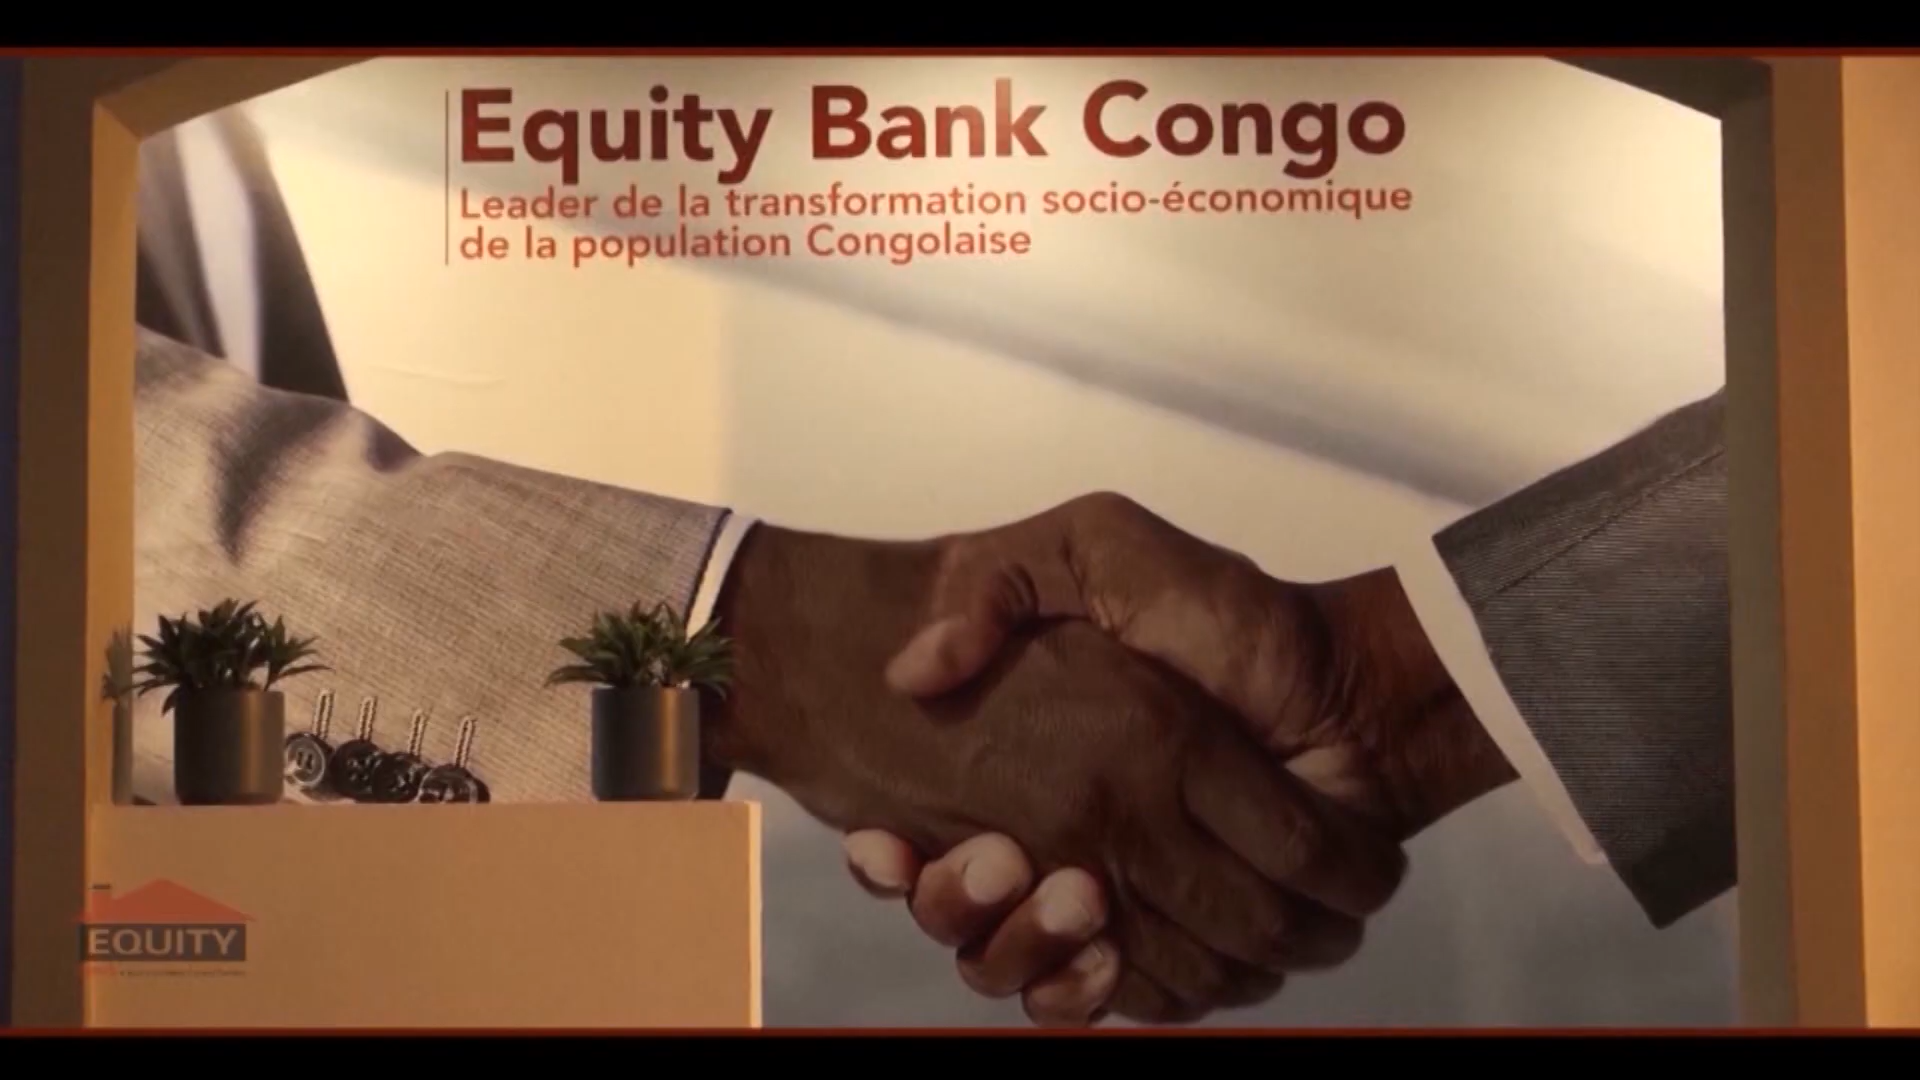 Equity Bank Congo
Leader de la transformation socio-économique
de la population Congolaise
EQUITY